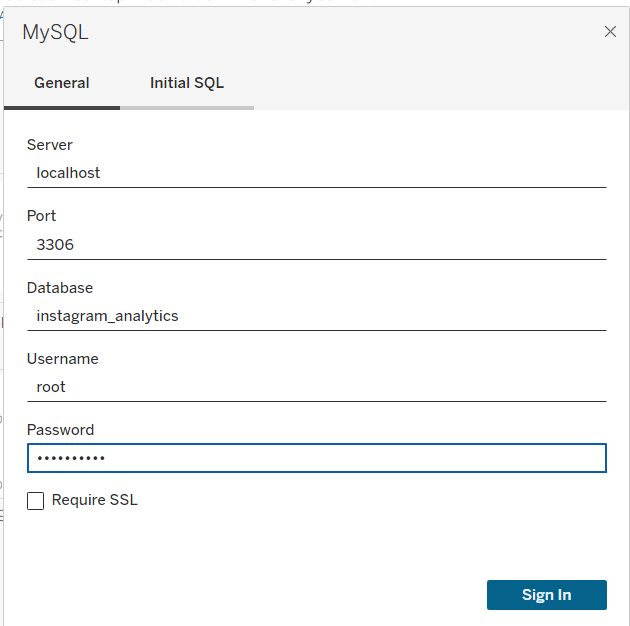 MySQL
General
Initial SQL
Server
localhost
Port
3306
Database
instagram_analytics
Username
root
Password
••••••••••
Require SSL
Sign In